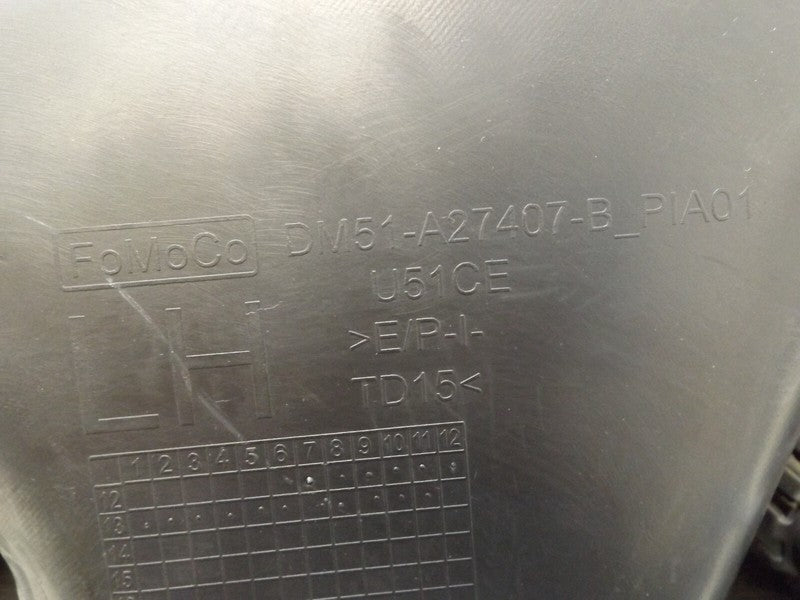 FoMoCo DM51-A27407-B_PIA01
U51CE
LH
>E/P-I-
TD15<
1 2 3 4 5 6 7 8 9 10 11 12
12
13
14
15